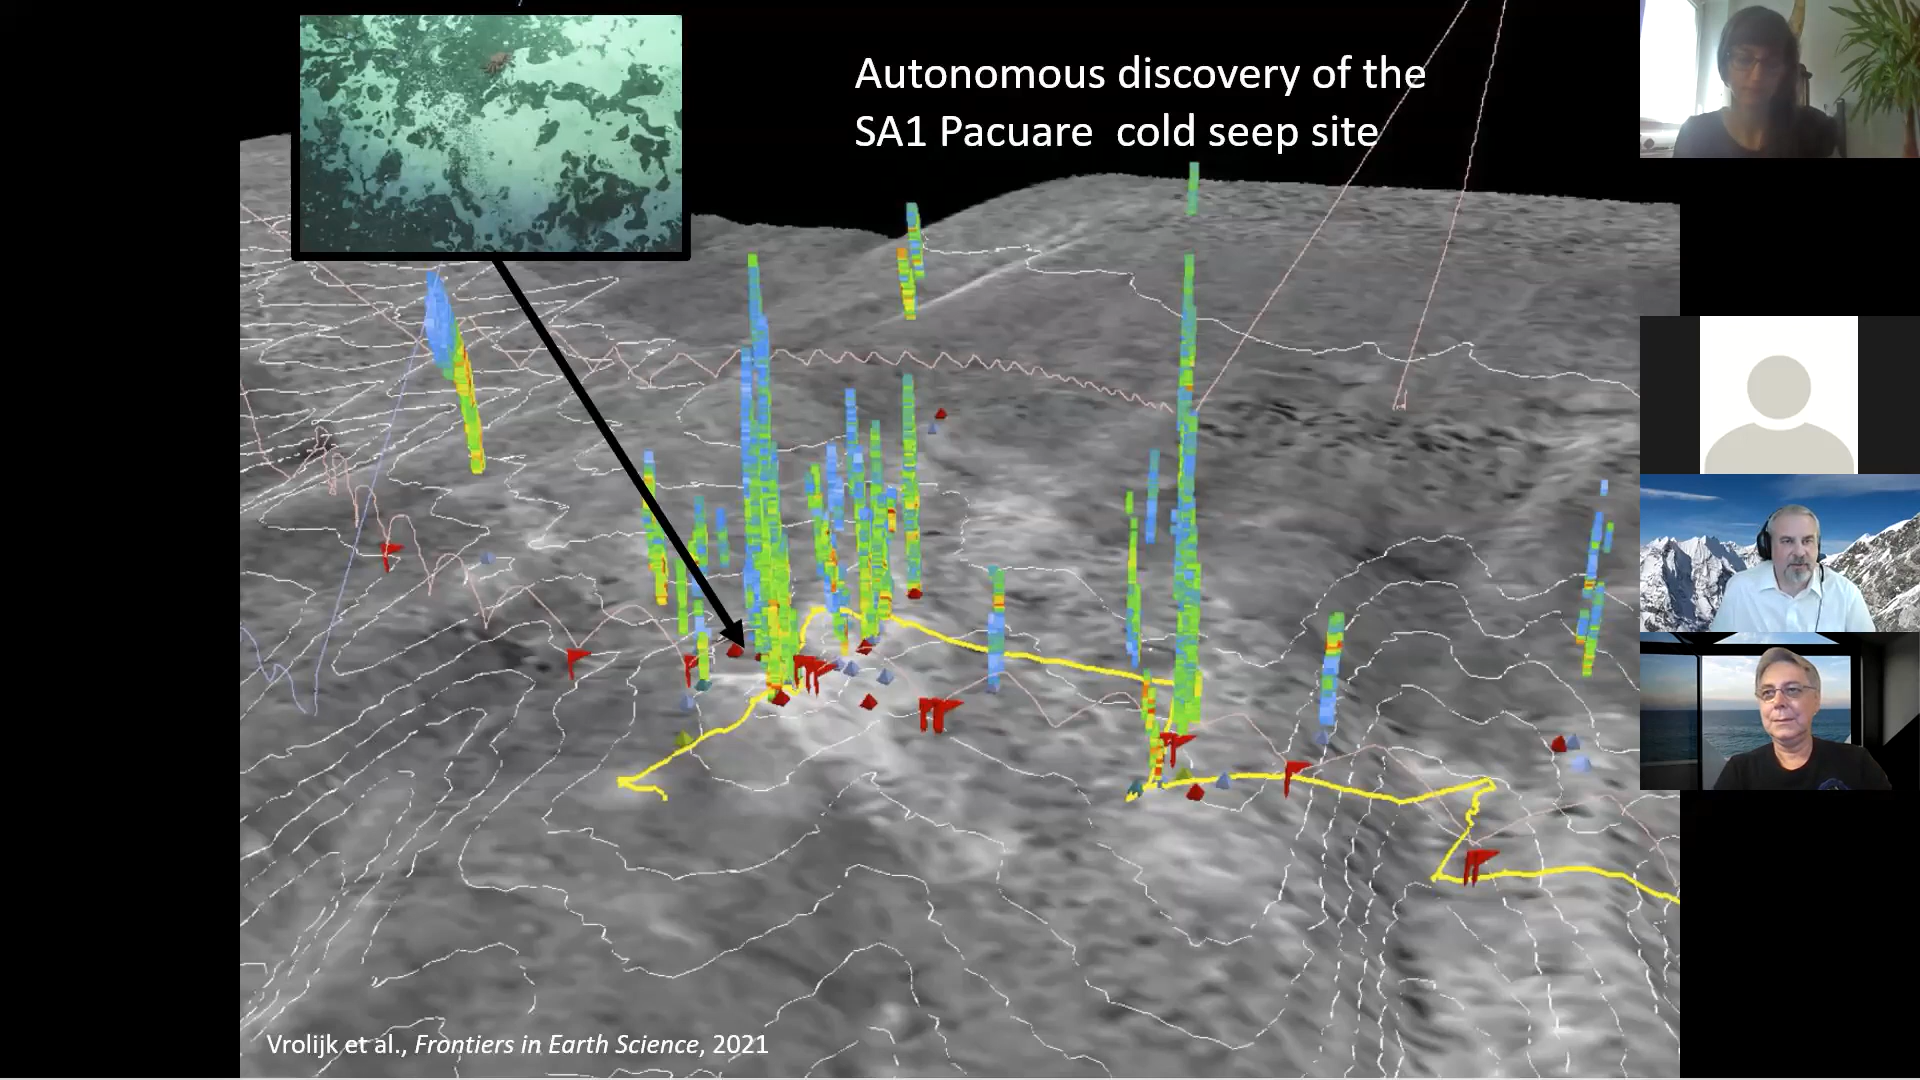 Autonomous discovery of the
SA1 Pacuare  cold seep site
Vrolijk et al., Frontiers in Earth Science, 2021